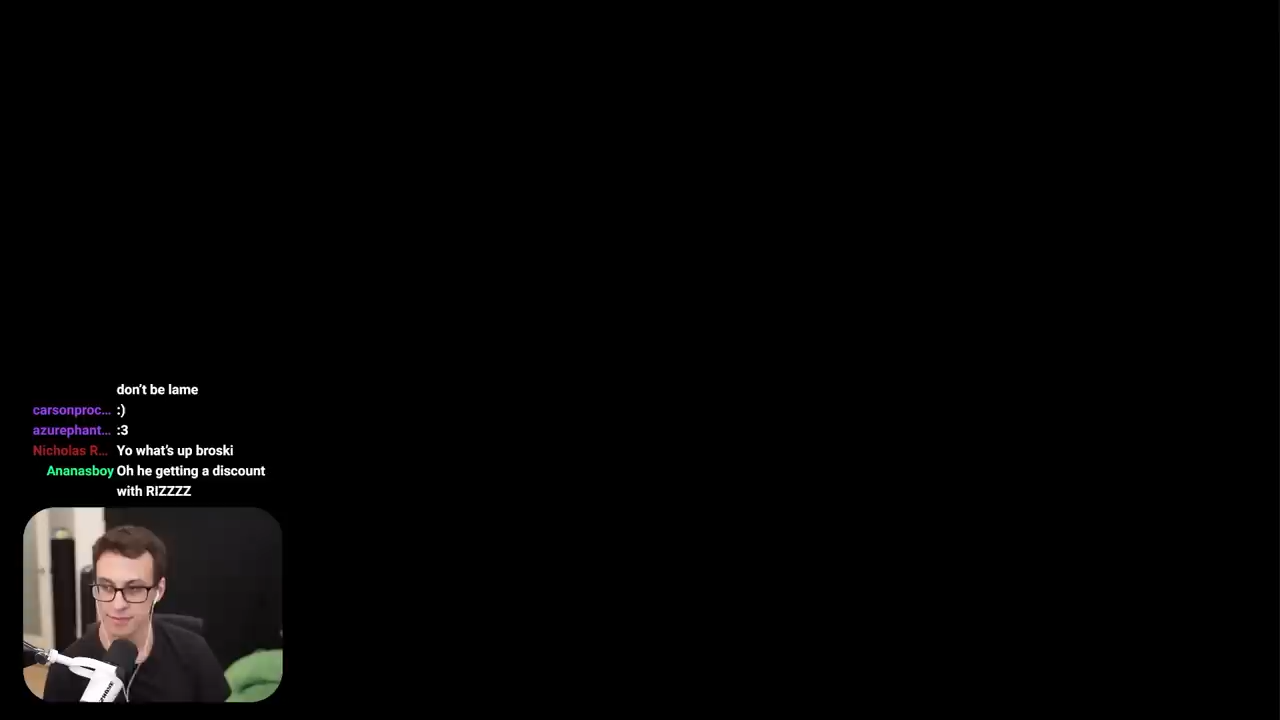 don't be lame
carsonproc... :)
azurephant... :3
Nicholas R... Yo what's up broski
Ananasboy Oh he getting a discount
with RIZZZZ